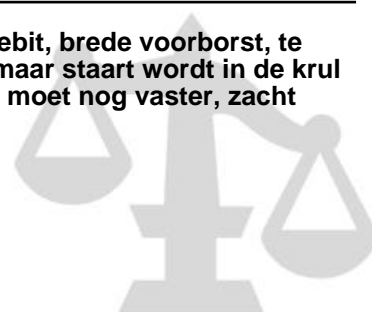 ebit, brede voorborst, te
maar staart wordt in de krul
moet nog vaster, zacht